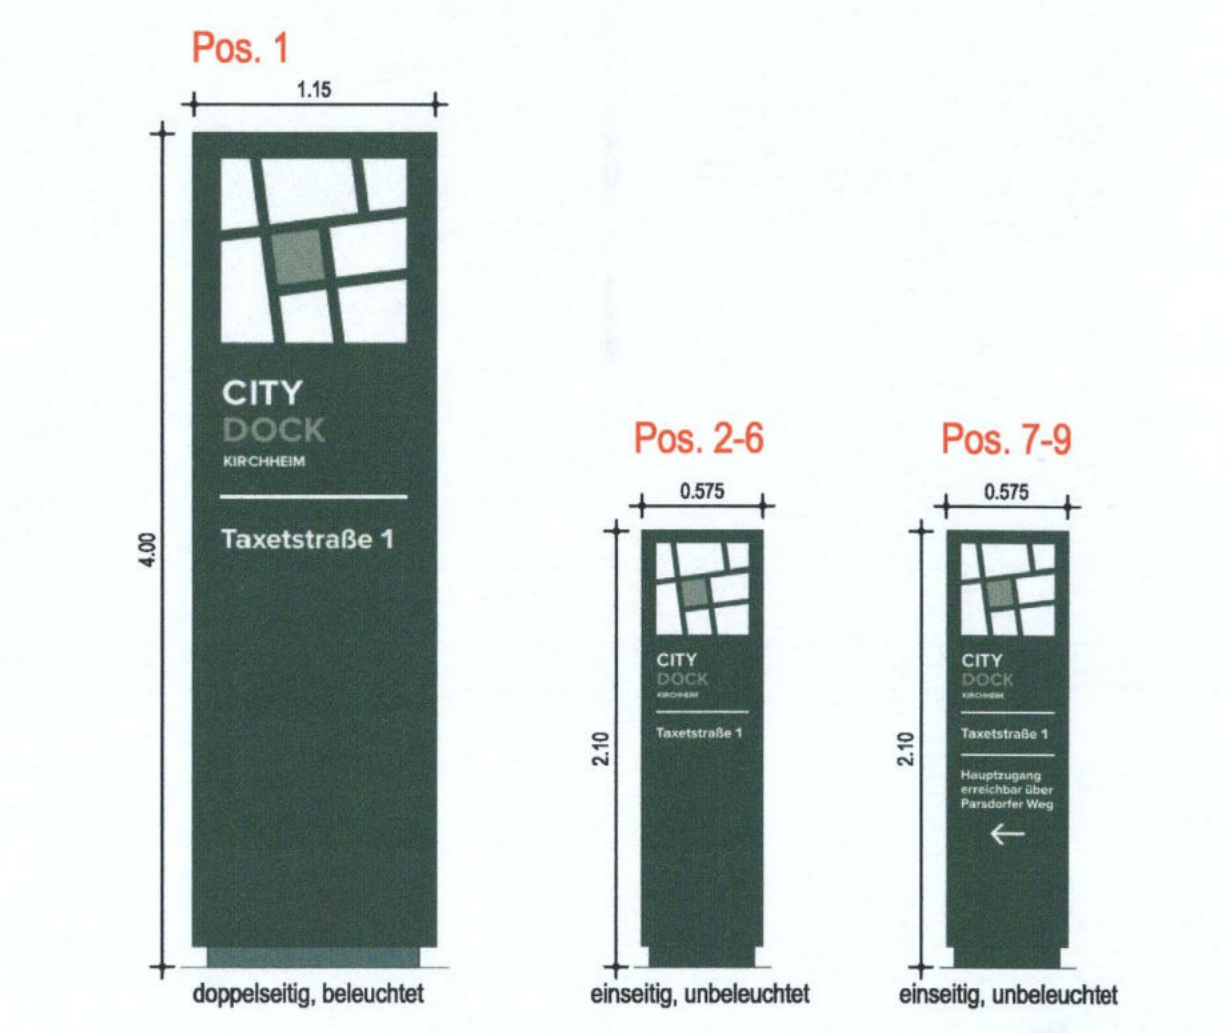 Pos. 1
1.15
4.00
CITY
DOCK
KIRCHHEIM
Taxetstraße 1
doppelseitig, beleuchtet
Pos. 2-6
0.575
2.10
CITY
DOCK
KIRCHHEIM
Taxetstraße 1
einseitig, unbeleuchtet
Pos. 7-9
0.575
2.10
CITY
DOCK
KIRCHHEIM
Taxetstraße 1
Hauptzugang
erreichbar über
Parsdorfer Weg
einseitig, unbeleuchtet